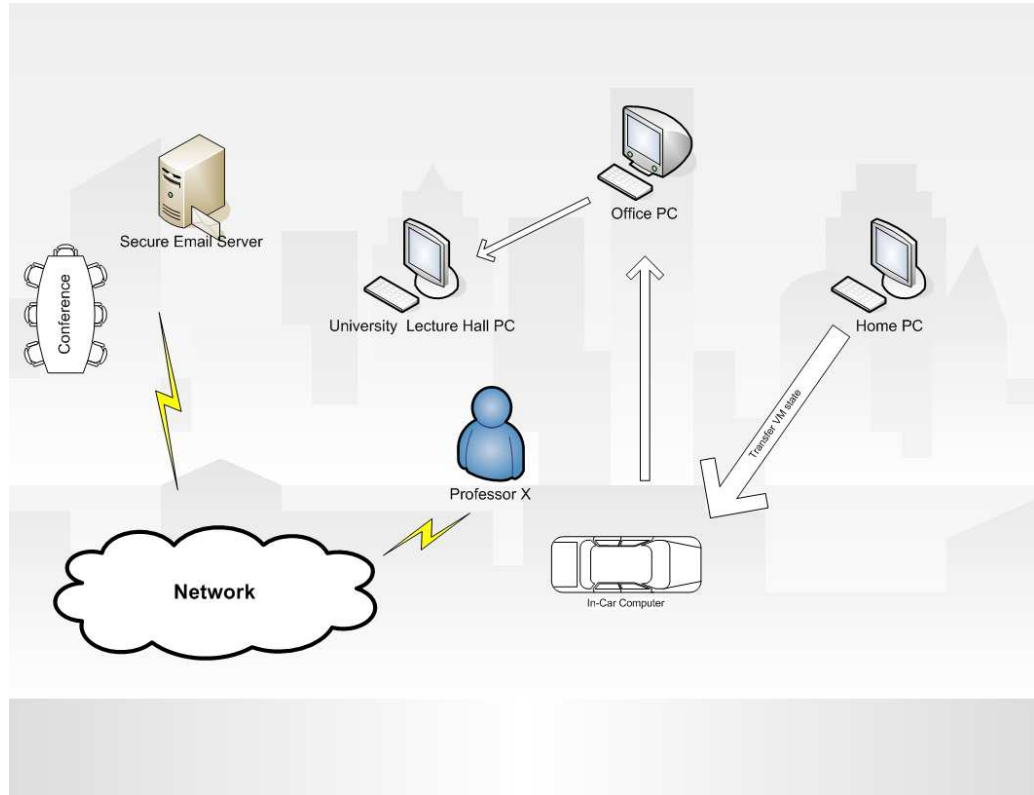 Office PC
Secure Email Server
Conference
University Lecture Hall PC
Home PC
Transfer VM state
Professor X
Network
In-Car Computer